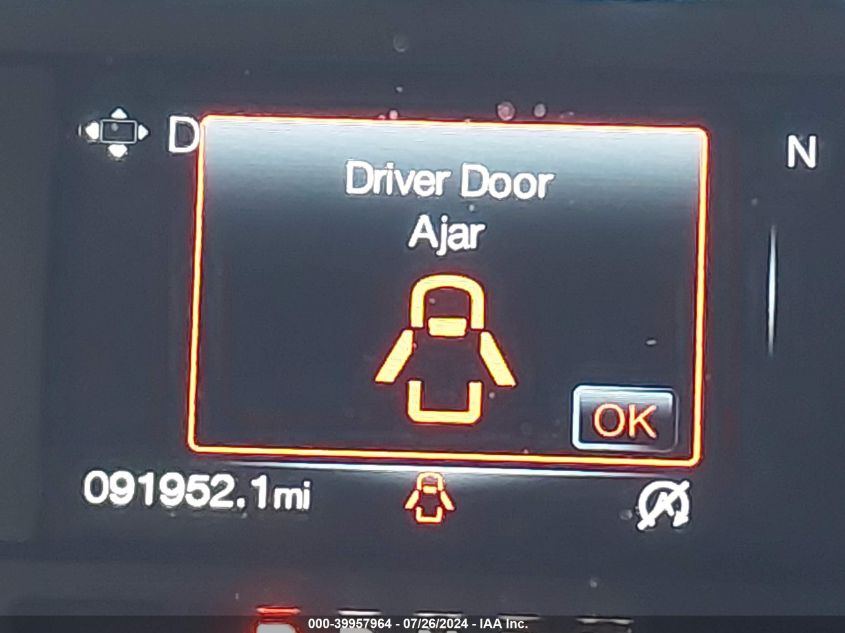 D
N
Driver Door
Ajar
OK
091952.1mi
000-39957964 - 07/26/2024 - IAA Inc.